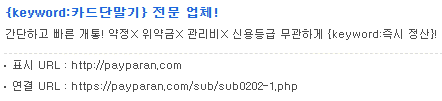 {keyword:카드단말기} 전문 업체!
간단하고 빠른 개통! 약정X 위약금X 관리비X 신용등급 무관하게 {keyword:즉시 정산}!
· 표시 URL : http://payparan.com
· 연결 URL : https://payparan.com/sub/sub0202-1.php